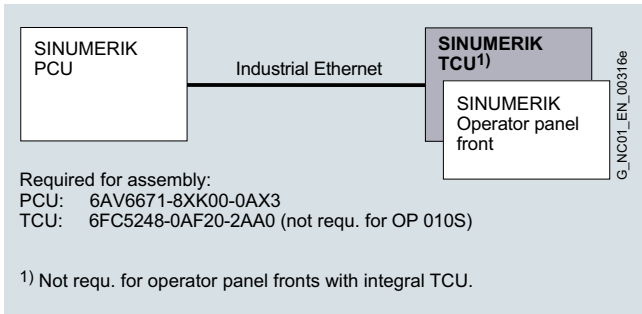 SINUMERIK
PCU
Industrial Ethernet
SINUMERIK
TCU1)
SINUMERIK
Operator panel
front
G_NC01_EN_00316e
Required for assembly:
PCU: 6AV6671-8XK00-0AX3
TCU: 6FC5248-0AF20-2AA0 (not requ. for OP 010S)
1) Not requ. for operator panel fronts with integral TCU.